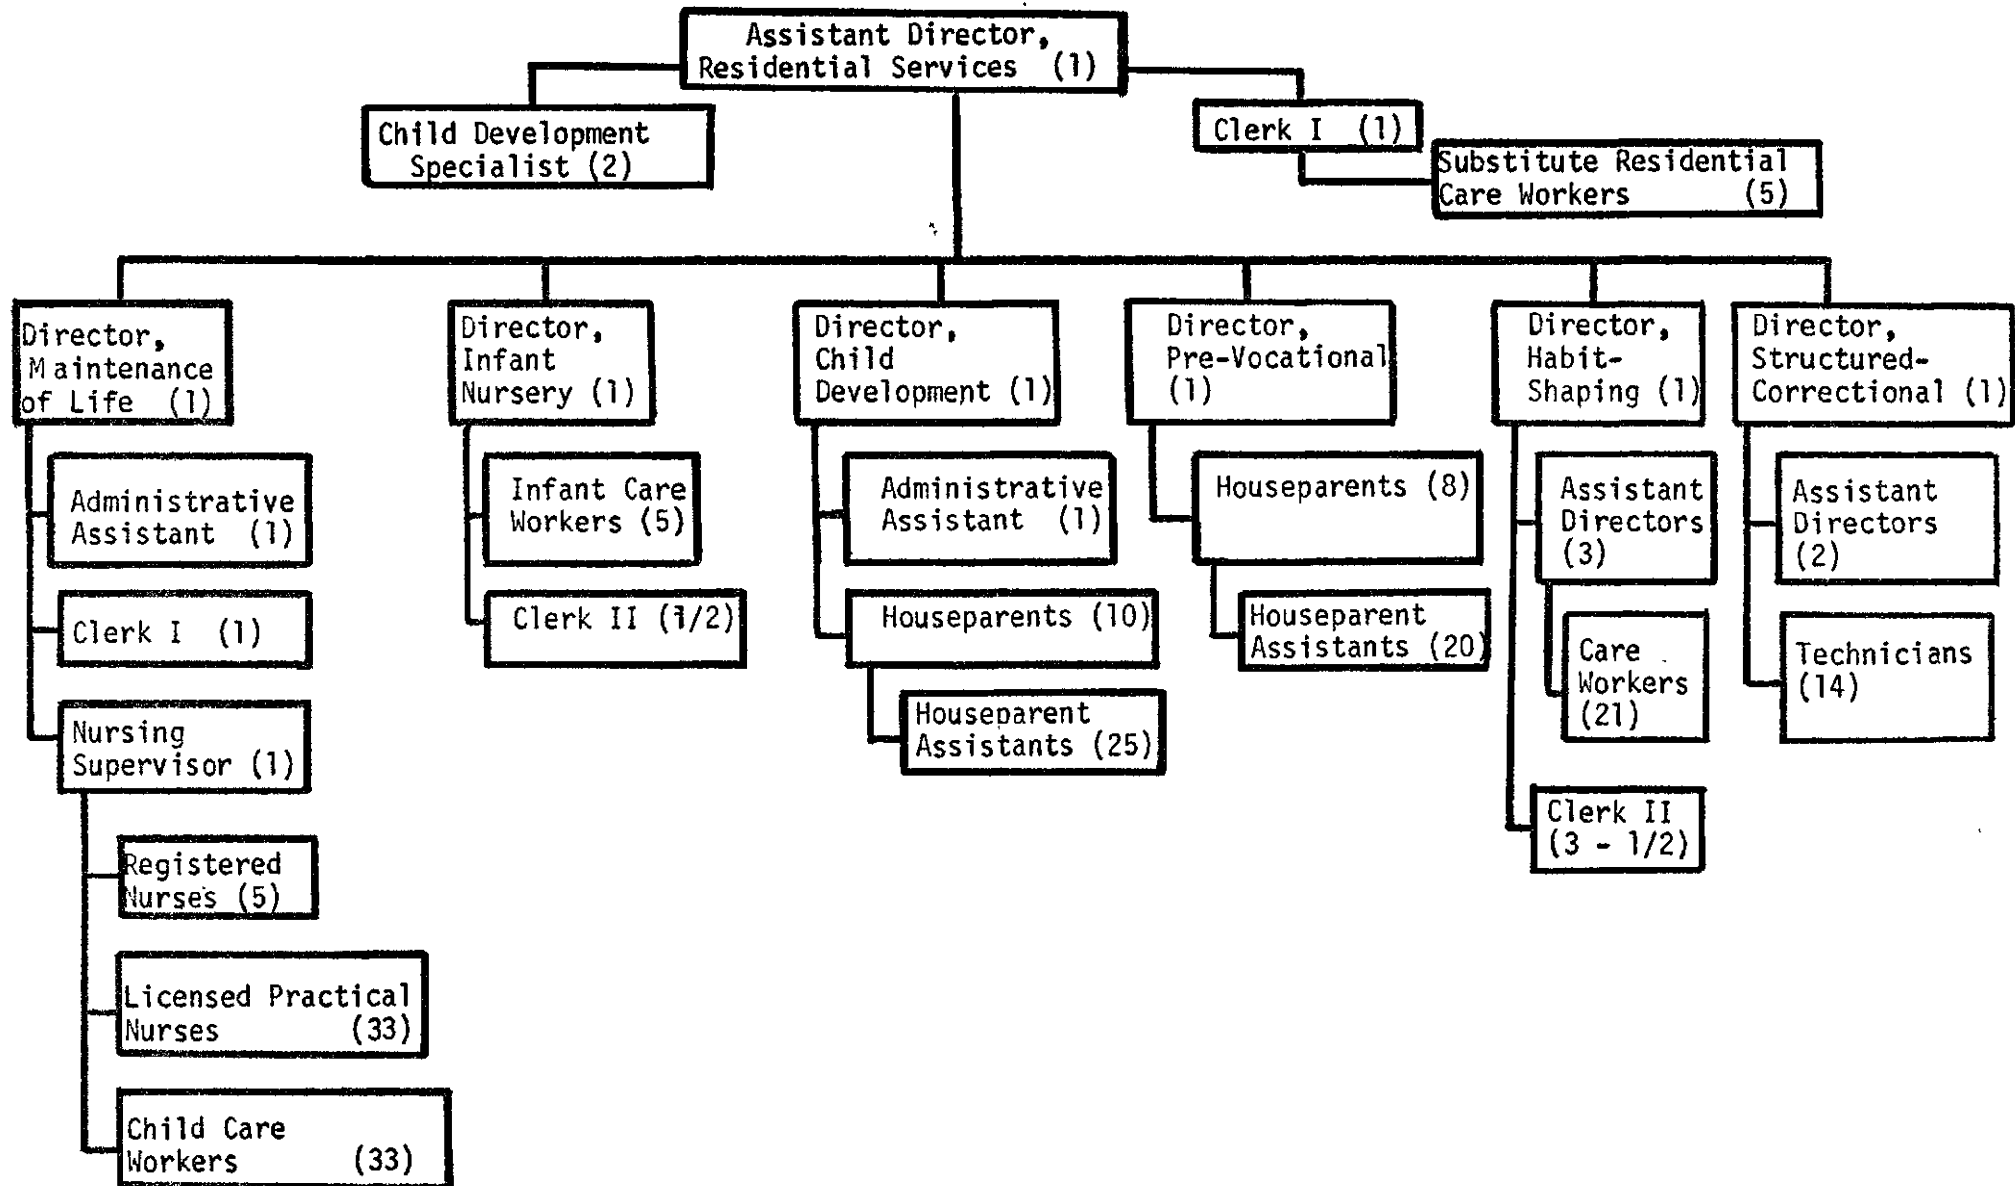 Assistant Director,
Residential Services (1)
Child Development
Specialist (2)
Clerk I (1)
Substitute Residential
Care Workers (5)
Director,
Maintenance
of Life (1)
Administrative
Assistant (1)
Clerk I (1)
Nursing
Supervisor (1)
Registered
Nurses (5)
Licensed Practical
Nurses (33)
Child Care
Workers (33)
Director,
Infant
Nursery (1)
Infant Care
Workers (5)
Clerk II (1/2)
Director,
Child
Development (1)
Administrative
Assistant (1)
Houseparents (10)
Houseparent
Assistants (25)
Director,
Pre-Vocational
(1)
Houseparents (8)
Houseparent
Assistants (20)
Director,
Habit-
Shaping (1)
Assistant
Directors
(3)
Care
Workers
(21)
Clerk II
(3 - 1/2)
Director,
Structured-
Correctional (1)
Assistant
Directors
(2)
Technicians
(14)